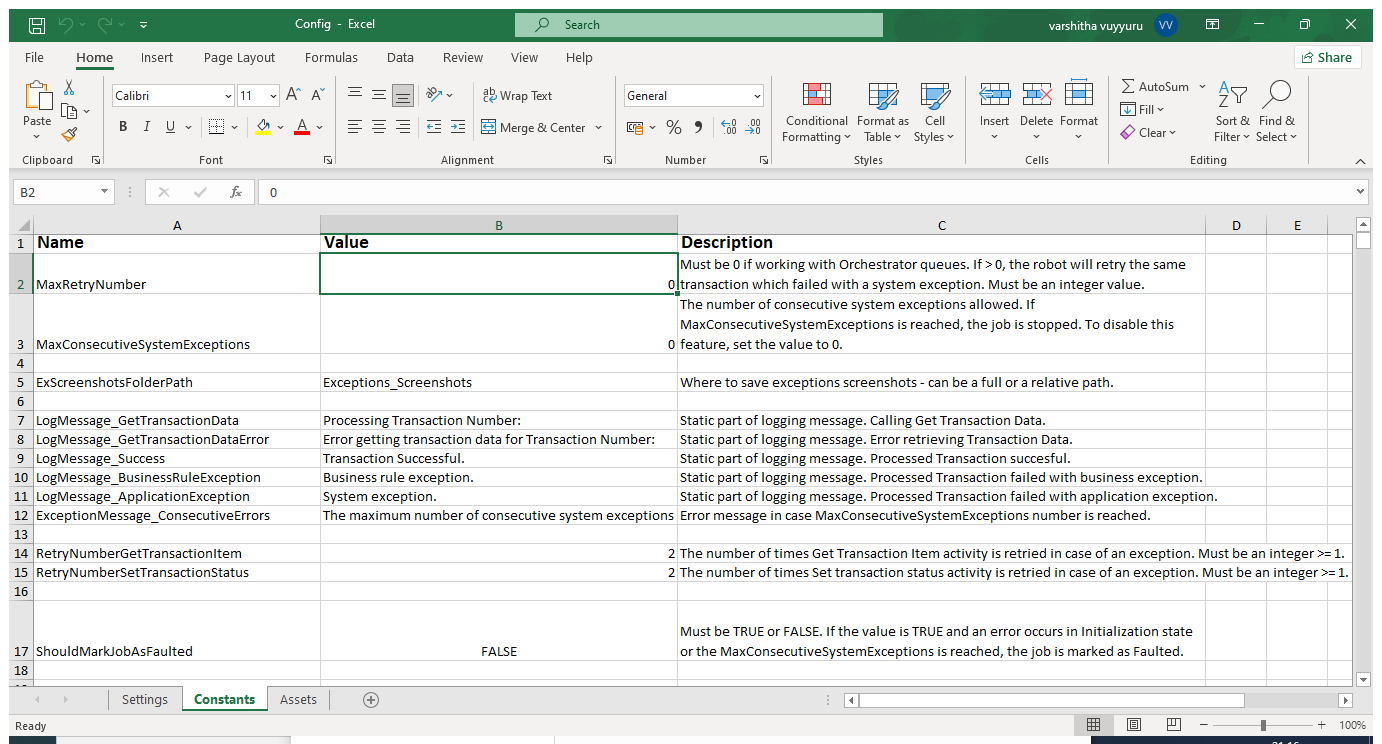 Config - Excel
Search
varshitha vuyyuru
VV
File Home Insert Page Layout Formulas Data Review View Help
Share
Paste
Calibri 11
B I U
A A
ab Wrap Text
Merge & Center
General
% 9
Conditional Formatting
Format as Table
Cell Styles
Insert Delete Format
AutoSum
Fill
Clear
Sort & Filter
Find & Select
Clipboard Font Alignment Number Styles Cells Editing
B2 fx 0
A B C D E
1 Name Value Description
Must be 0 if working with Orchestrator queues. If > 0, the robot will retry the same
2 MaxRetryNumber 0 transaction which failed with a system exception. Must be an integer value.
The number of consecutive system exceptions allowed. If
MaxConsecutiveSystemExceptions is reached, the job is stopped. To disable this
3 MaxConsecutiveSystemExceptions 0 feature, set the value to 0.
4
5 ExScreenshotsFolderPath Exceptions_Screenshots Where to save exceptions screenshots - can be a full or a relative path.
6
7 LogMessage_GetTransactionData Processing Transaction Number: Static part of logging message. Calling Get Transaction Data.
8 LogMessage_GetTransactionDataError Error getting transaction data for Transaction Number: Static part of logging message. Error retrieving Transaction Data.
9 LogMessage_Success Transaction Successful. Static part of logging message. Processed Transaction succesful.
10 LogMessage_BusinessRuleException Business rule exception. Static part of logging message. Processed Transaction failed with business exception.
11 LogMessage_ApplicationException System exception. Static part of logging message. Processed Transaction failed with application exception.
12 ExceptionMessage_ConsecutiveErrors The maximum number of consecutive system exceptions Error message in case MaxConsecutiveSystemExceptions number is reached.
13
14 RetryNumberGetTransactionItem 2 The number of times Get Transaction Item activity is retried in case of an exception. Must be an integer >= 1.
15 RetryNumberSetTransactionStatus 2 The number of times Set transaction status activity is retried in case of an exception. Must be an integer >= 1.
16
Must be TRUE or FALSE. If the value is TRUE and an error occurs in Initialization state
17 ShouldMarkJobAsFaulted FALSE or the MaxConsecutiveSystemExceptions is reached, the job is marked as Faulted.
18
Settings Constants Assets
Ready
100%